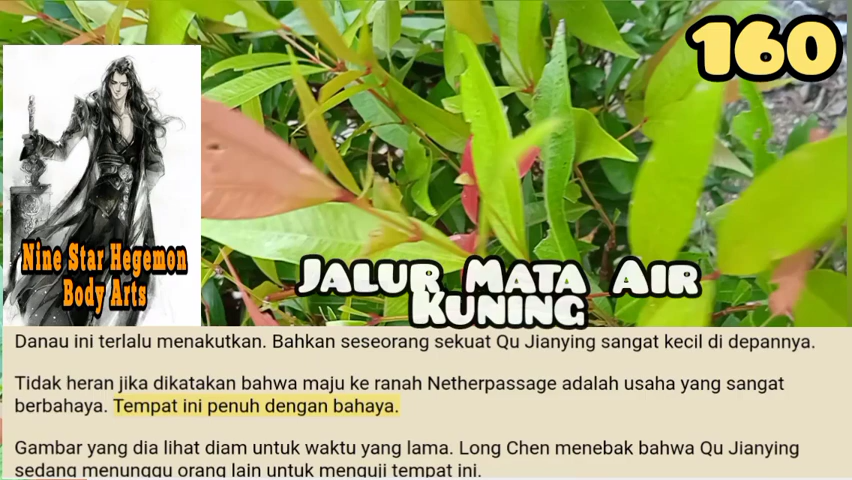 160
Nine Star Hegemon
Body Arts
Jalur Mata Air
Kuning
Danau ini terlalu menakutkan. Bahkan seseorang sekuat Qu Jianying sangat kecil di depannya.
Tidak heran jika dikatakan bahwa maju ke ranah Netherpassage adalah usaha yang sangat
berbahaya. Tempat ini penuh dengan bahaya.
Gambar yang dia lihat diam untuk waktu yang lama. Long Chen menebak bahwa Qu Jianying
sedang menunggu orang lain untuk menguji tempat ini.